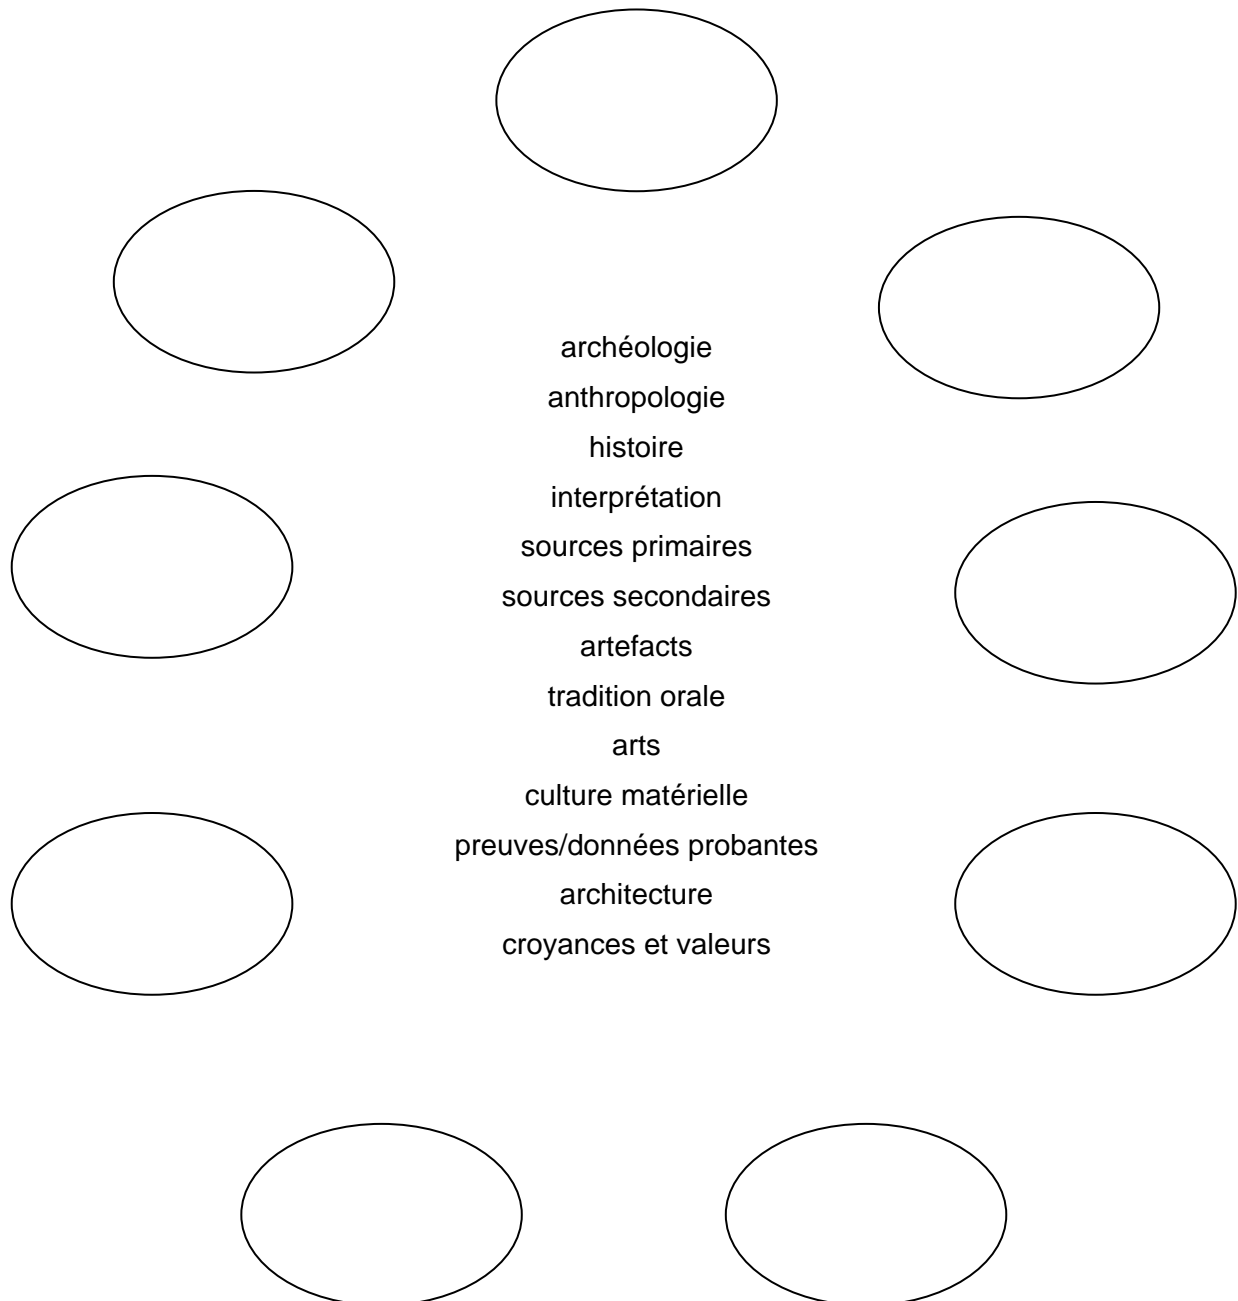 archéologie
anthropologie
histoire
interprétation
sources primaires
sources secondaires
artefacts
tradition orale
arts
culture matérielle
preuves/données probantes
architecture
croyances et valeurs